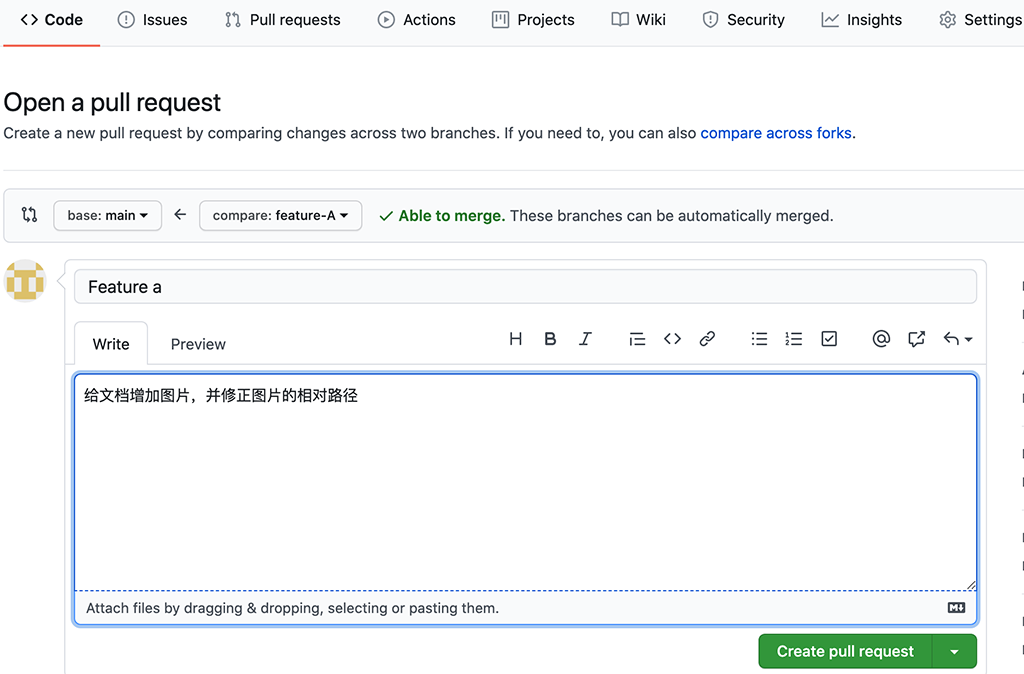 Code Issues Pull requests Actions Projects Wiki Security Insights Settings
Open a pull request
Create a new pull request by comparing changes across two branches. If you need to, you can also compare across forks.
base: main compare: feature-A Able to merge. These branches can be automatically merged.
Feature a
Write Preview
给文档增加图片，并修正图片的相对路径
Attach files by dragging & dropping, selecting or pasting them.
Create pull request